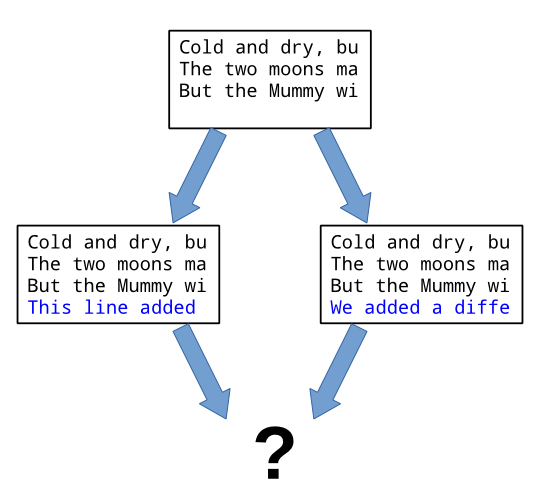 Cold and dry, bu
The two moons ma
But the Mummy wi
Cold and dry, bu
The two moons ma
But the Mummy wi
This line added
Cold and dry, bu
The two moons ma
But the Mummy wi
We added a diffe
?